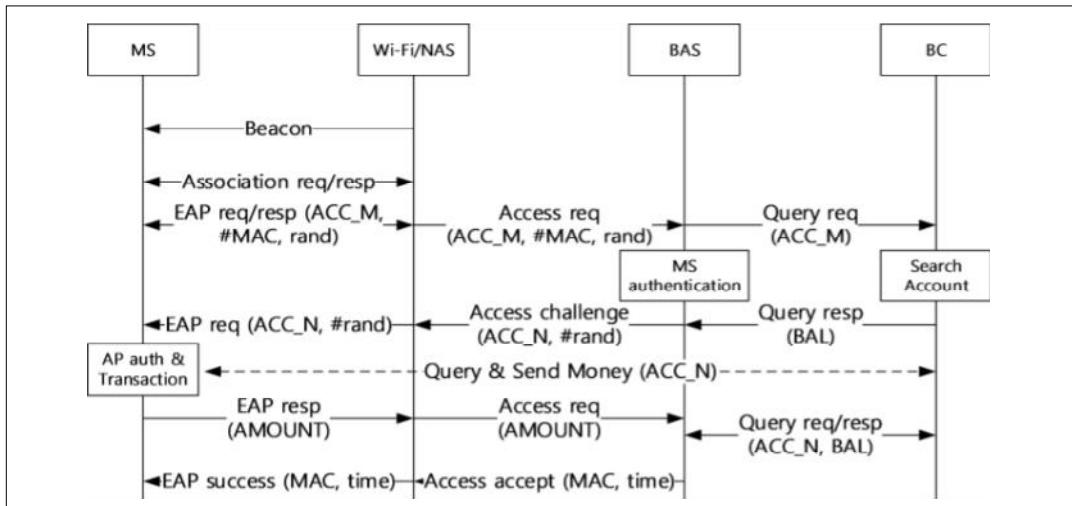 MS Wi-Fi/NAS BAS BC
Beacon
Association req/resp
EAP req/resp (ACC_M,
#MAC, rand)
Access req
(ACC_M, #MAC, rand)
Query req
(ACC_M)
MS
authentication
Search
Account
EAP req (ACC_N, #rand)
Access challenge
(ACC_N, #rand)
Query resp
(BAL)
AP auth &
Transaction
Query & Send Money (ACC_N)
EAP resp
(AMOUNT)
Access req
(AMOUNT)
Query req/resp
(ACC_N, BAL)
EAP success (MAC, time)
Access accept (MAC, time)